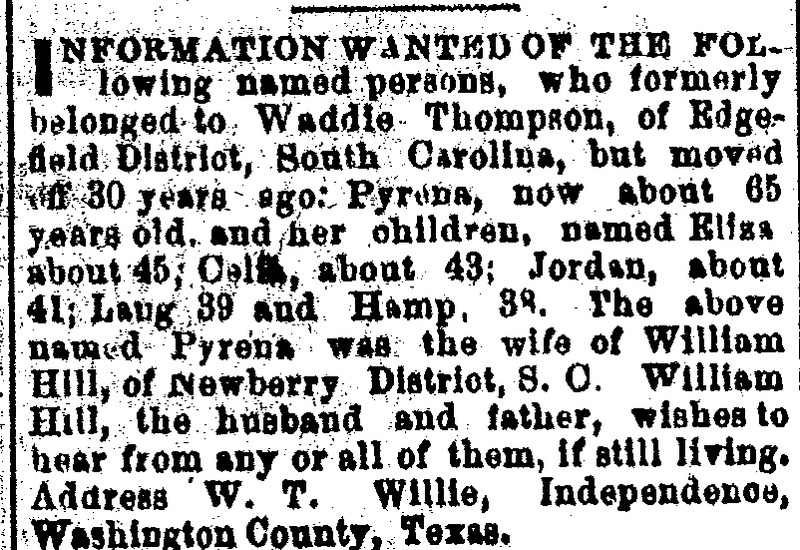 INFORMATION WANTED OF THE FOL-
lowing named persons, who formerly
belonged to Waddie Thompson, of Edge-
field District, South Carolina, but moved
off 30 years ago: Pyrena, now about 65
years old, and her children, named Eliza
about 45; Celia, about 43; Jordan, about
41; Laug 39 and Hamp, . The above
named Pyrena was the wife of William
Hill, of Newberry District, S. C. William
Hill, the husband and father, wishes to
hear from any or all of them, if still living.
Address W. T. Willie, Independence,
Washington County, Texas.